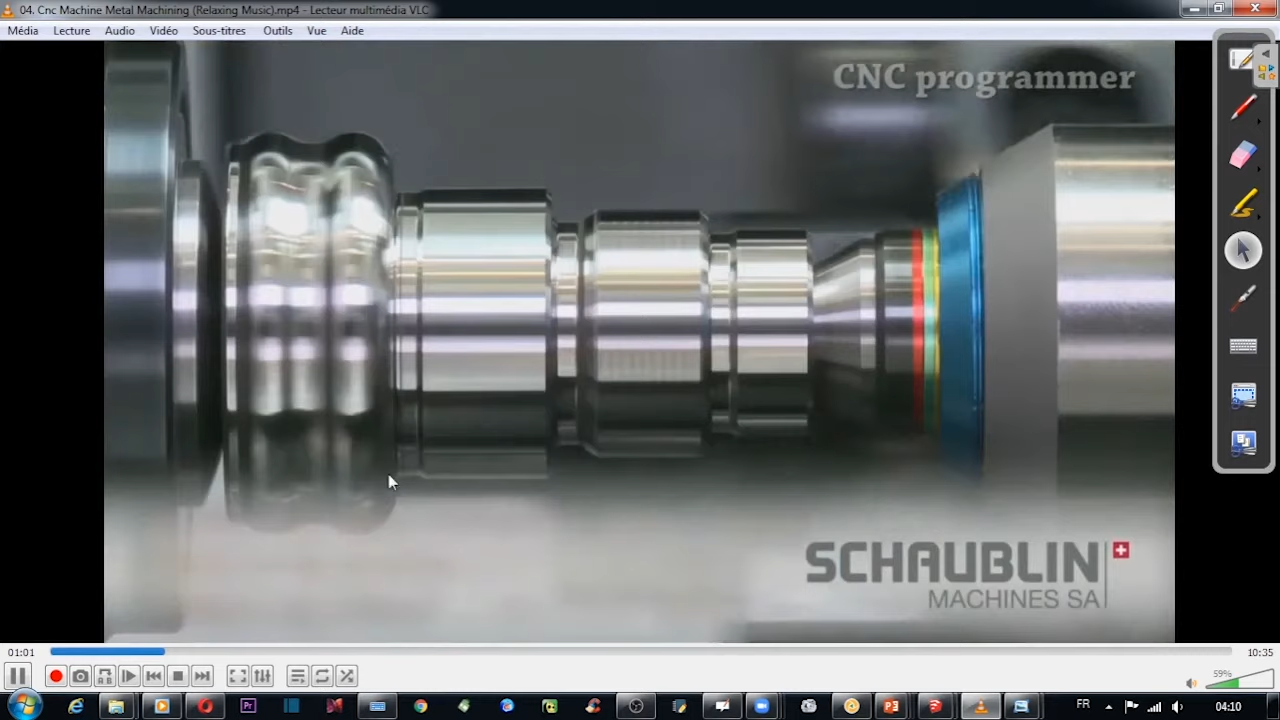 04. Cnc Machine Metal Machining (Relaxing Music).mp4 - Lecteur multimédia VLC
Média Lecture Audio Vidéo Sous-titres Outils Vue Aide
CNC programmer
SCHAUBLIN
MACHINES SA
01:01 10:35
59%
FR 04:10